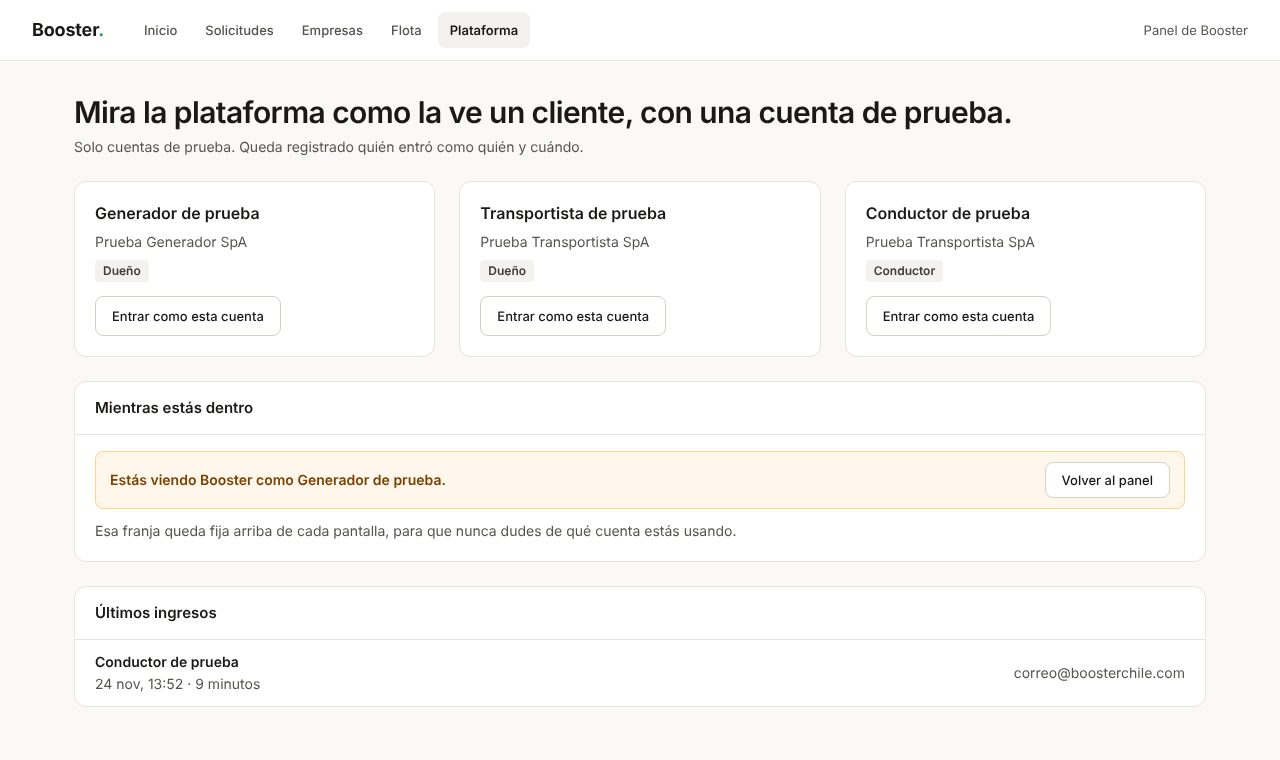 Booster.
Inicio
Solicitudes
Empresas
Flota
Plataforma
Panel de Booster
Mira la plataforma como la ve un cliente, con una cuenta de prueba.
Solo cuentas de prueba. Queda registrado quién entró como quién y cuándo.
Generador de prueba
Prueba Generador SpA
Dueño
Entrar como esta cuenta
Transportista de prueba
Prueba Transportista SpA
Dueño
Entrar como esta cuenta
Conductor de prueba
Prueba Transportista SpA
Conductor
Entrar como esta cuenta
Mientras estás dentro
Estás viendo Booster como Generador de prueba.
Volver al panel
Esa franja queda fija arriba de cada pantalla, para que nunca dudes de qué cuenta estás usando.
Últimos ingresos
Conductor de prueba
24 nov, 13:52 · 9 minutos
correo@boosterchile.com